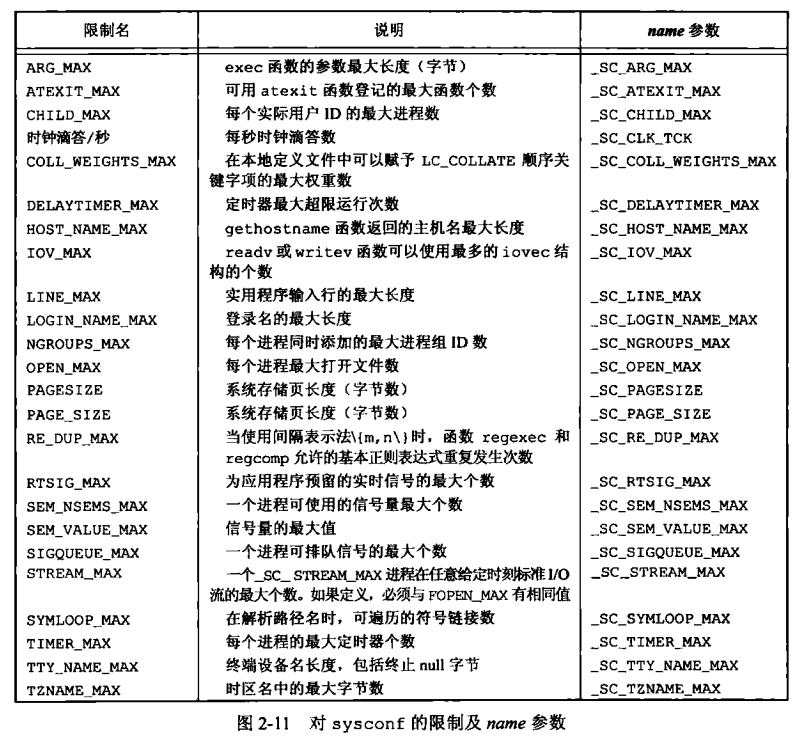 限制名 说明 name 参数
ARG_MAX exec 函数的参数最大长度（字节） _SC_ARG_MAX
ATEXIT_MAX 可用 atexit 函数登记的最大函数个数 _SC_ATEXIT_MAX
CHILD_MAX 每个实际用户 ID 的最大进程数 _SC_CHILD_MAX
时钟滴答/秒 每秒时钟滴答数 _SC_CLK_TCK
COLL_WEIGHTS_MAX 在本地定义文件中可以赋予 LC_COLLATE 顺序关 _SC_COLL_WEIGHTS_MAX
键字项的最大权重数
DELAYTIMER_MAX 定时器最大超限运行次数 _SC_DELAYTIMER_MAX
HOST_NAME_MAX gethostname 函数返回的主机名最大长度 _SC_HOST_NAME_MAX
IOV_MAX readv 或 writev 函数可以使用最多的 iovec 结 _SC_IOV_MAX
构的个数
LINE_MAX 实用程序输入行的最大长度 _SC_LINE_MAX
LOGIN_NAME_MAX 登录名的最大长度 _SC_LOGIN_NAME_MAX
NGROUPS_MAX 每个进程同时添加的最大进程组 ID 数 _SC_NGROUPS_MAX
OPEN_MAX 每个进程最大打开文件数 _SC_OPEN_MAX
PAGESIZE 系统存储页长度（字节数） _SC_PAGESIZE
PAGE_SIZE 系统存储页长度（字节数） _SC_PAGE_SIZE
RE_DUP_MAX 当使用间隔表示法\{m,n\}时，函数 regexec 和 _SC_RE_DUP_MAX
regcomp 允许的基本正则表达式重复发生次数
RTSIG_MAX 为应用程序预留的实时信号的最大个数 _SC_RTSIG_MAX
SEM_NSEMS_MAX 一个进程可使用的信号量最大个数 _SC_SEM_NSEMS_MAX
SEM_VALUE_MAX 信号量的最大值 _SC_SEM_VALUE_MAX
SIGQUEUE_MAX 一个进程可排队信号的最大个数 _SC_SIGQUEUE_MAX
STREAM_MAX 一个_SC_ STREAM_MAX 进程在任意给定时刻标准 I/O _SC_STREAM_MAX
流的最大个数。如果定义，必须与 FOPEN_MAX 有相同值
SYMLOOP_MAX 在解析路径名时，可遍历的符号链接数 _SC_SYMLOOP_MAX
TIMER_MAX 每个进程的最大定时器个数 _SC_TIMER_MAX
TTY_NAME_MAX 终端设备名长度，包括终止 null 字节 _SC_TTY_NAME_MAX
TZNAME_MAX 时区名中的最大字节数 _SC_TZNAME_MAX
图 2-11 对 sysconf 的限制及 name 参数